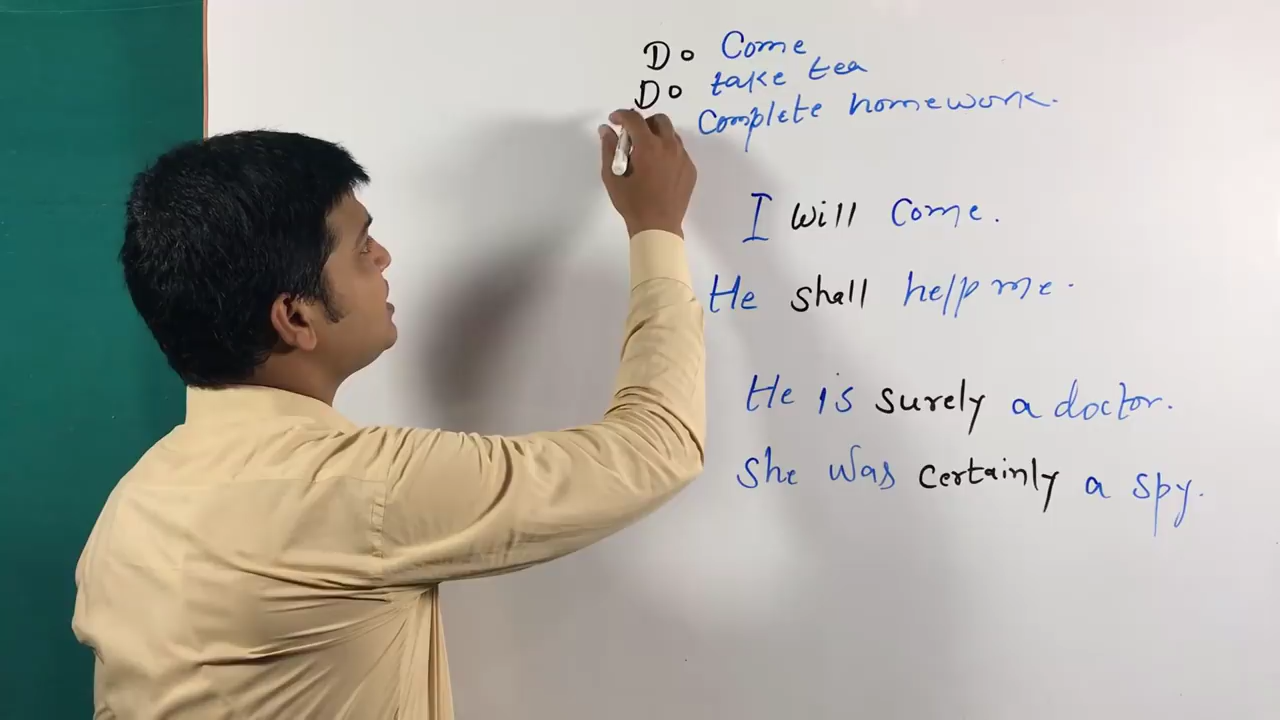 Do Come
Do take tea
Complete homework.
I will Come.
He shall help me.
He is surely a doctor.
She was certainly a spy.